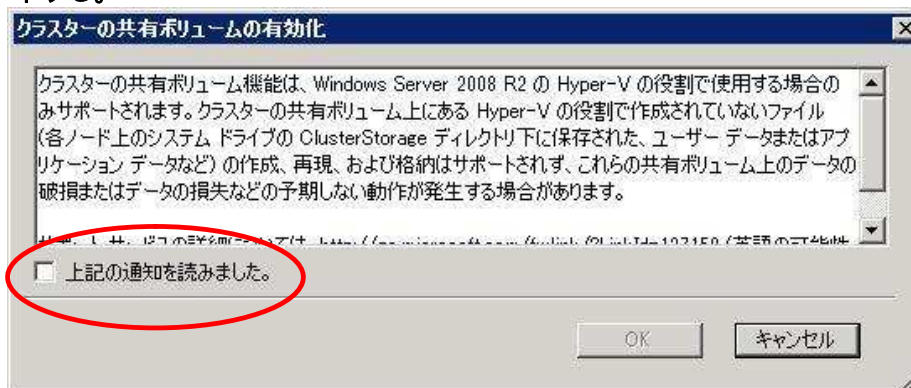 クラスターの共有ボリュームの有効化
クラスターの共有ボリューム機能は、Windows Server 2008 R2 の Hyper-V の役割で使用する場合の
みサポートされます。クラスターの共有ボリューム上にある Hyper-V の役割で作成されていないファイル
(各ノード上のシステム ドライブの ClusterStorage ディレクトリ下に保存された、ユーザー データまたはアプ
リケーション データなど) の作成、再現、および格納はサポートされず、これらの共有ボリューム上のデータの
破損またはデータの損失などの予期しない動作が発生する場合があります。
上記の通知を読みました。
OK
キャンセル